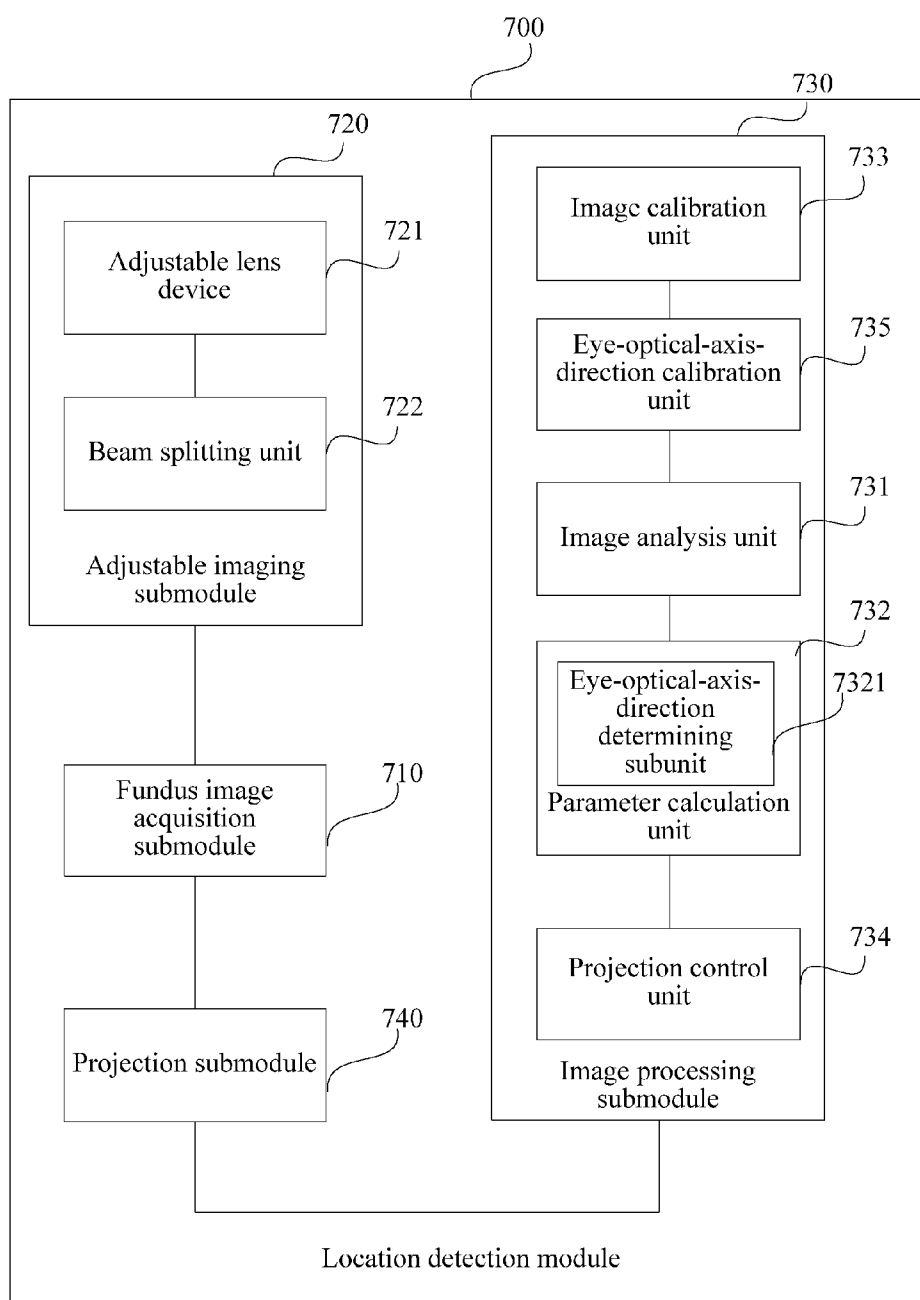 700
720
721
Adjustable lens
device
722
Beam splitting unit
Adjustable imaging
submodule
710
Fundus image
acquisition
submodule
740
Projection submodule
730
733
Image calibration
unit
735
Eye-optical-axis-
direction calibration
unit
731
Image analysis unit
732
7321
Eye-optical-axis-
direction
determining
subunit
Parameter calculation
unit
734
Projection control
unit
Image processing
submodule
Location detection module